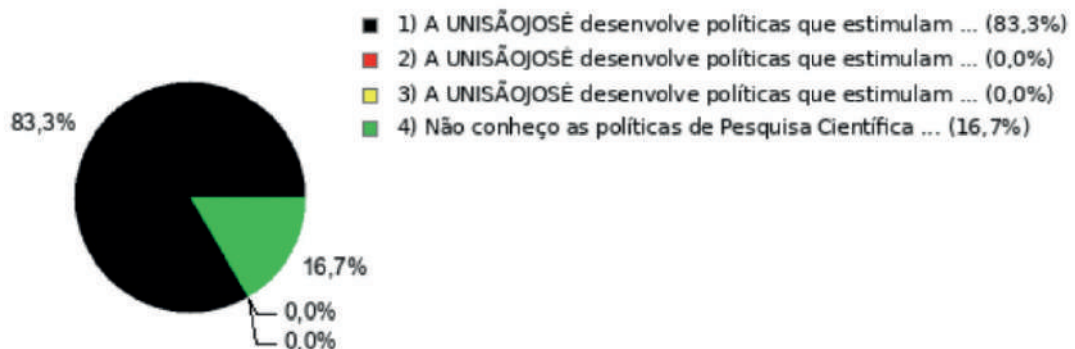 1) A UNISÃOJOSÉ desenvolve políticas que estimulam ... (83,3%)
2) A UNISÃOJOSÉ desenvolve políticas que estimulam ... (0,0%)
3) A UNISÃOJOSÉ desenvolve políticas que estimulam ... (0,0%)
4) Não conheço as políticas de Pesquisa Científica ... (16,7%)
83,3%
16,7%
0,0%
0,0%